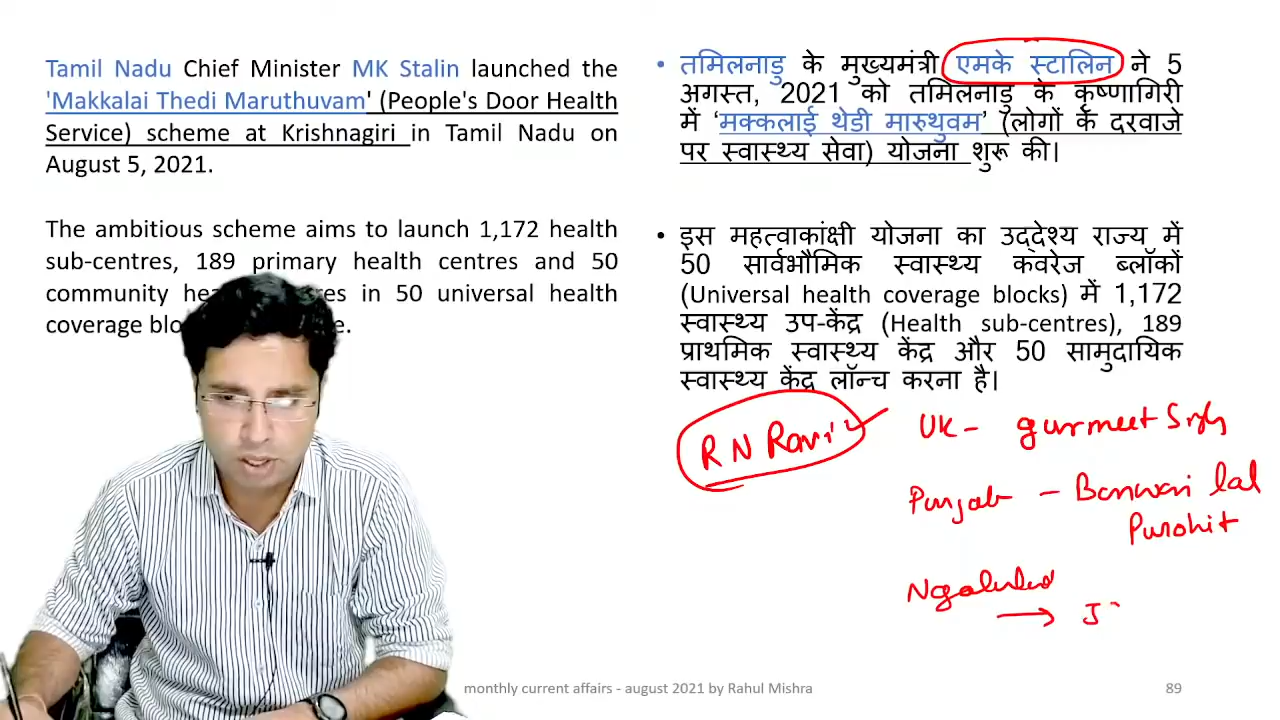 Tamil Nadu Chief Minister MK Stalin launched the
'Makkalai Thedi Maruthuvam' (People's Door Health
Service) scheme at Krishnagiri in Tamil Nadu on
August 5, 2021.
The ambitious scheme aims to launch 1,172 health
sub-centres, 189 primary health centres and 50
community in 50 universal health
coverage
• तमिलनाडु के मुख्यमंत्री एमके स्टालिन ने 5
अगस्त, 2021 को तमिलनाडु के कृष्णागिरी
में ‘मक्कलाई थेडी मारुथुवम’ (लोगों के दरवाजे
पर स्वास्थ्य सेवा) योजना शुरू की।
• इस महत्वाकांक्षी योजना का उद्देश्य राज्य में
50 सार्वभौमिक स्वास्थ्य कवरेज ब्लॉकों
(Universal health coverage blocks) में 1,172
स्वास्थ्य उप-केंद्र (Health sub-centres), 189
प्राथमिक स्वास्थ्य केंद्र और 50 सामुदायिक
स्वास्थ्य केंद्र लॉन्च करना है।
R N Ravi
UK - gurmeet Singh
Punjab - Banwari lal
Purohit
→ J
monthly current affairs - august 2021 by Rahul Mishra
89